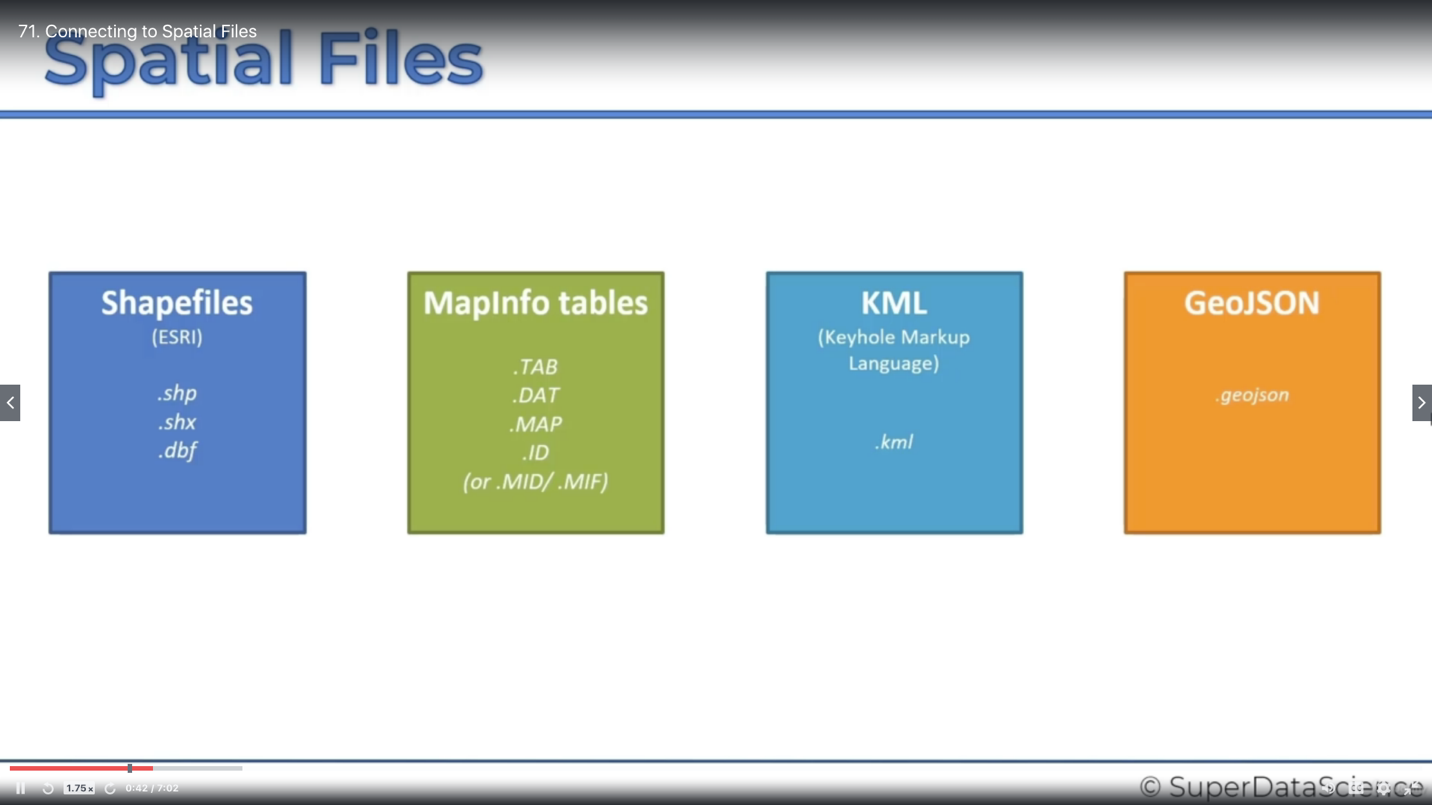 71. Connecting to Spatial Files
Spatial Files
Shapefiles
(ESRI)
.shp
.shx
.dbf
MapInfo tables
.TAB
.DAT
.MAP
.ID
(or .MID/ .MIF)
KML
(Keyhole Markup
Language)
.kml
GeoJSON
.geojson
1.75x
0:42 / 7:02
© SuperDataScience